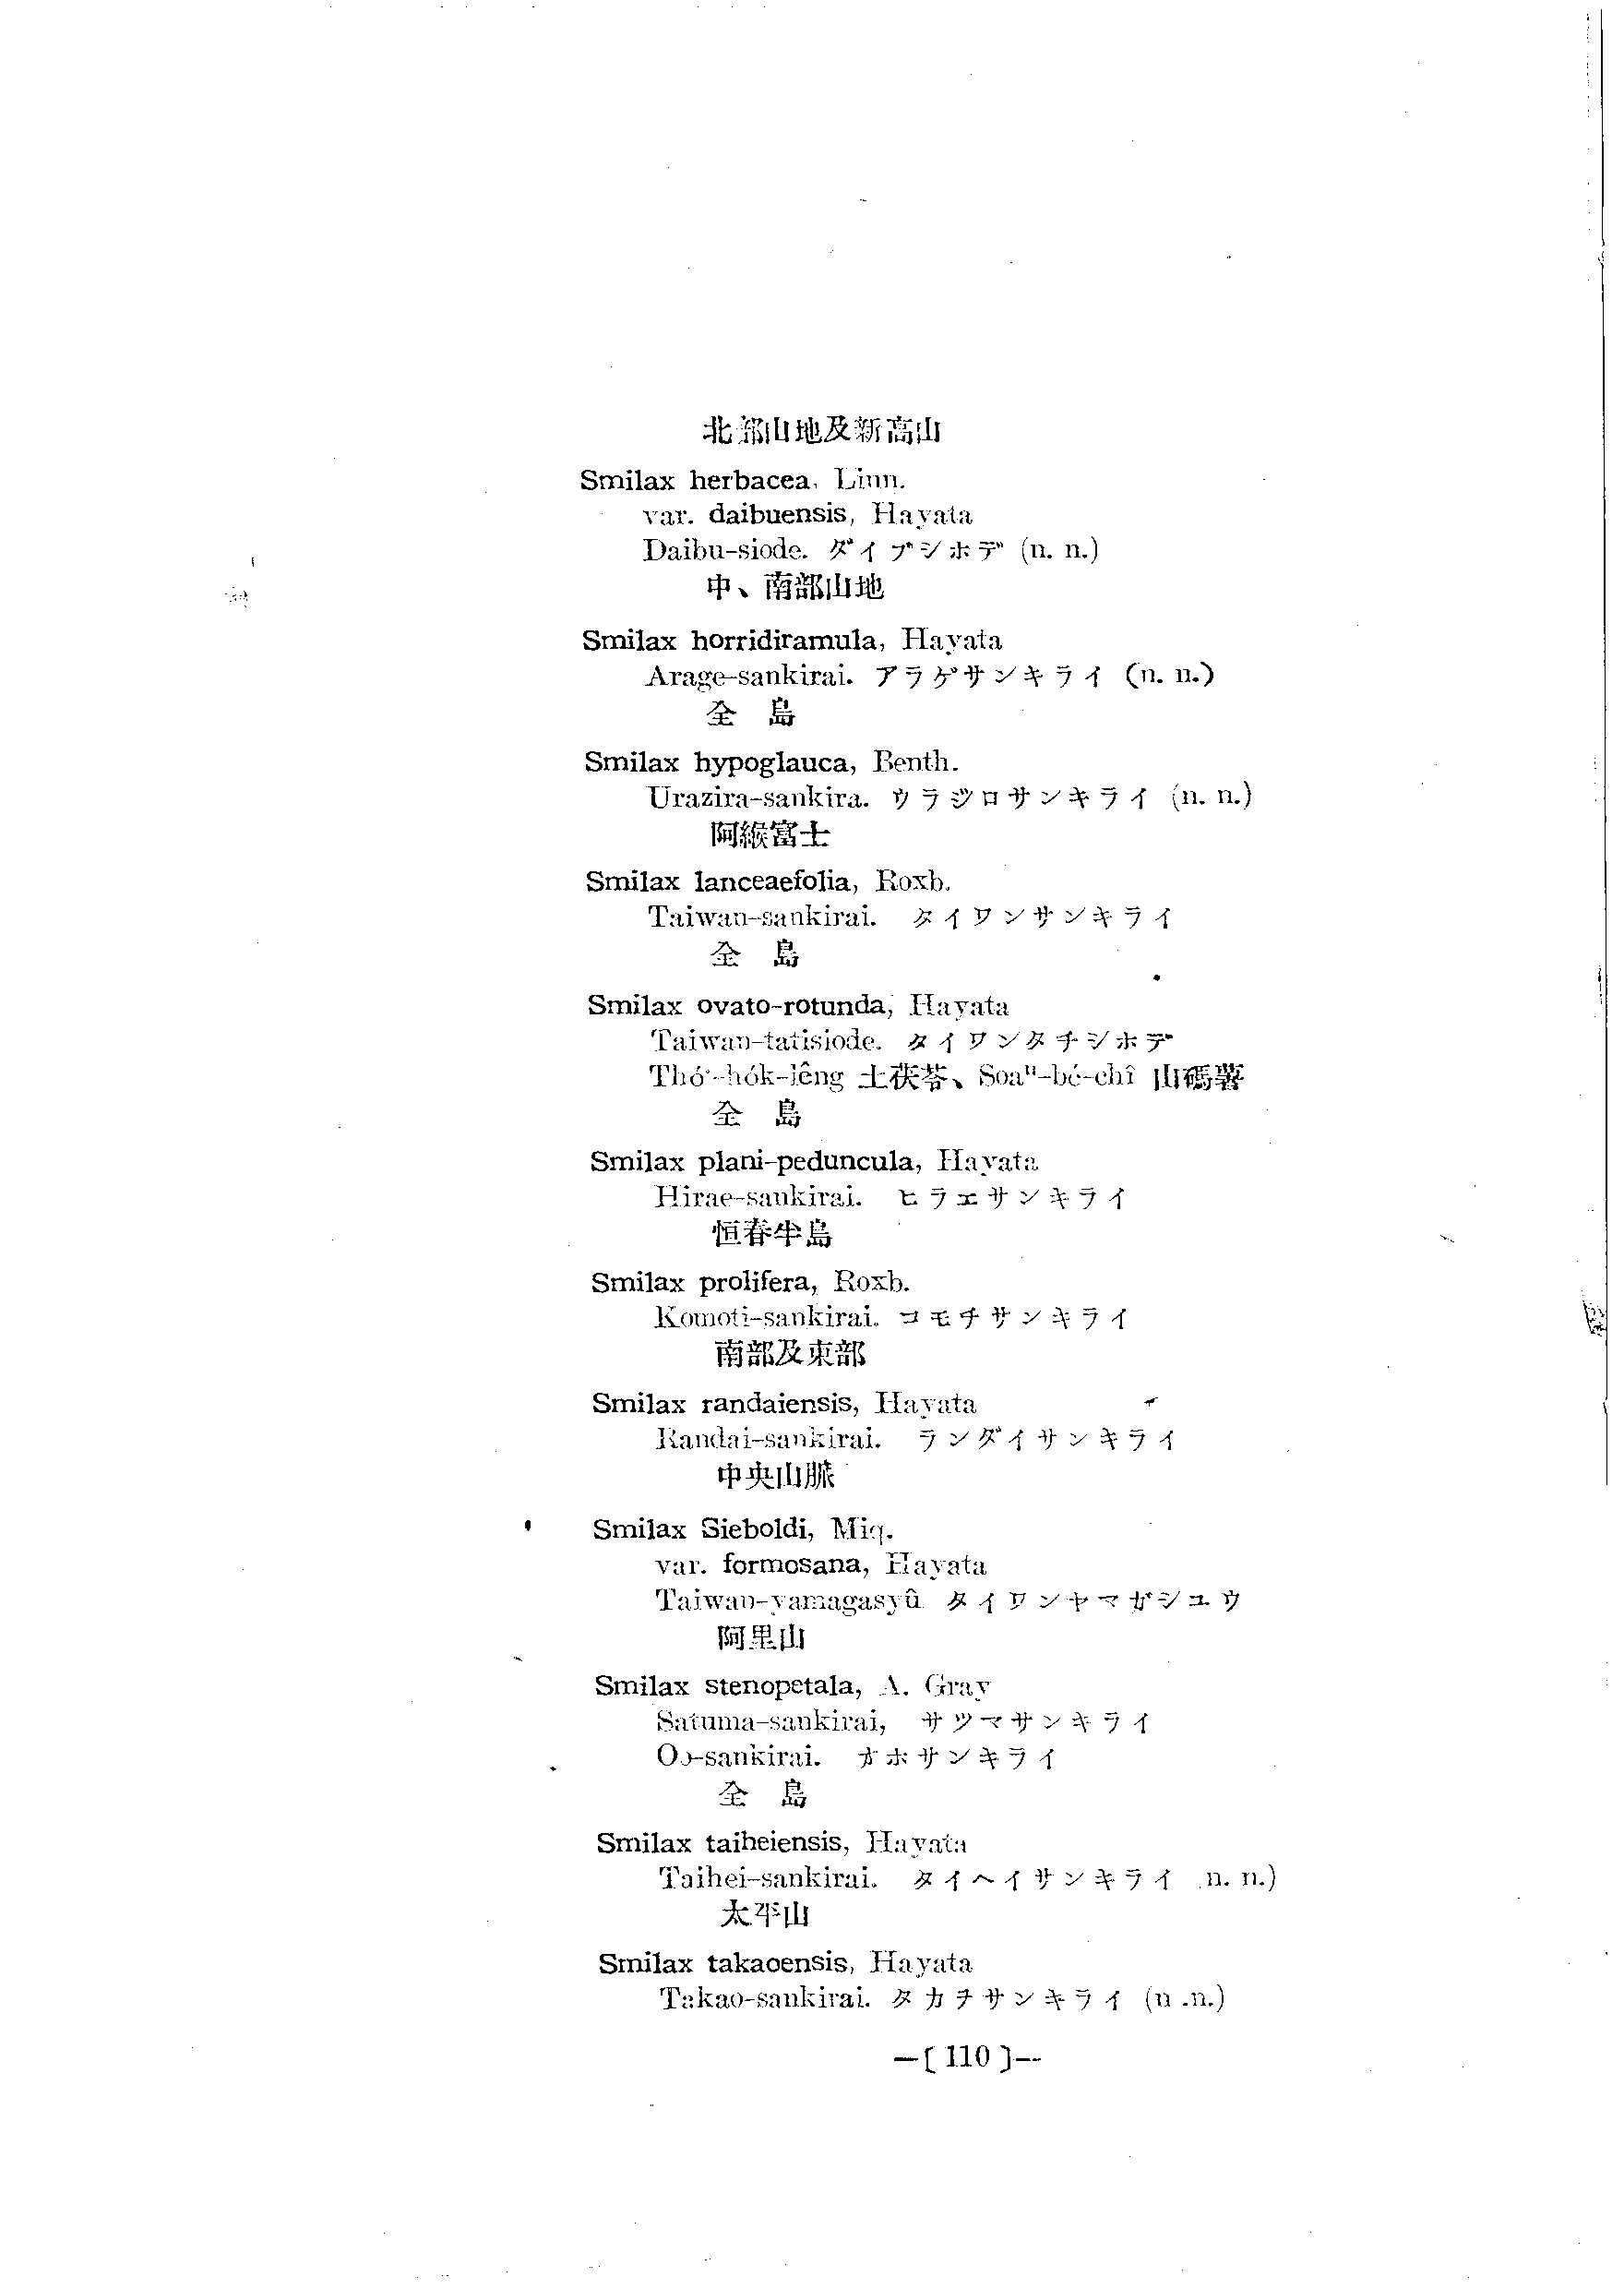 北部山地及新高山
Smilax herbacea, Linn.
var. daibuensis, Hayata
Daibu-siode. ダイブシホデ (n. n.)
中、南部山地
Smilax horridiramula, Hayata
Arage-sankirai. アラゲサンキライ (n. n.)
全 島
Smilax hypoglauca, Benth.
Urazira-sankira. ウラジロサンキライ (n. n.)
阿緱富士
Smilax lanceaefolia, Roxb.
Taiwan-sankirai. タイワンサンキライ
全 島
Smilax ovato-rotunda, Hayata
Taiwan-tatisiode. タイワンタチシホデ
Thó·-hók-lêng 土茯苓、 Soaⁿ-bé-chî 山碼薯
全 島
Smilax plani-peduncula, Hayata
Hirae-sankirai. ヒラエサンキライ
恒春半島
Smilax prolifera, Roxb.
Komoti-sankirai. コモチサンキライ
南部及東部
Smilax randaiensis, Hayata
Randai-sankirai. ランダイサンキライ
中央山脈
Smilax Sieboldi, Miq.
var. formosana, Hayata
Taiwan-yamagasyû タイワンヤマガシュウ
阿里山
Smilax stenopetala, A. Gray
Satuma-sankirai, サツマサンキライ
Oo-sankirai. オホサンキライ
全 島
Smilax taiheiensis, Hayata
Taihei-sankirai. タイヘイサンキライ n. n.)
太平山
Smilax takaoensis, Hayata
Takao-sankirai. タカヲサンキライ (n .n.)
—( 110 )—